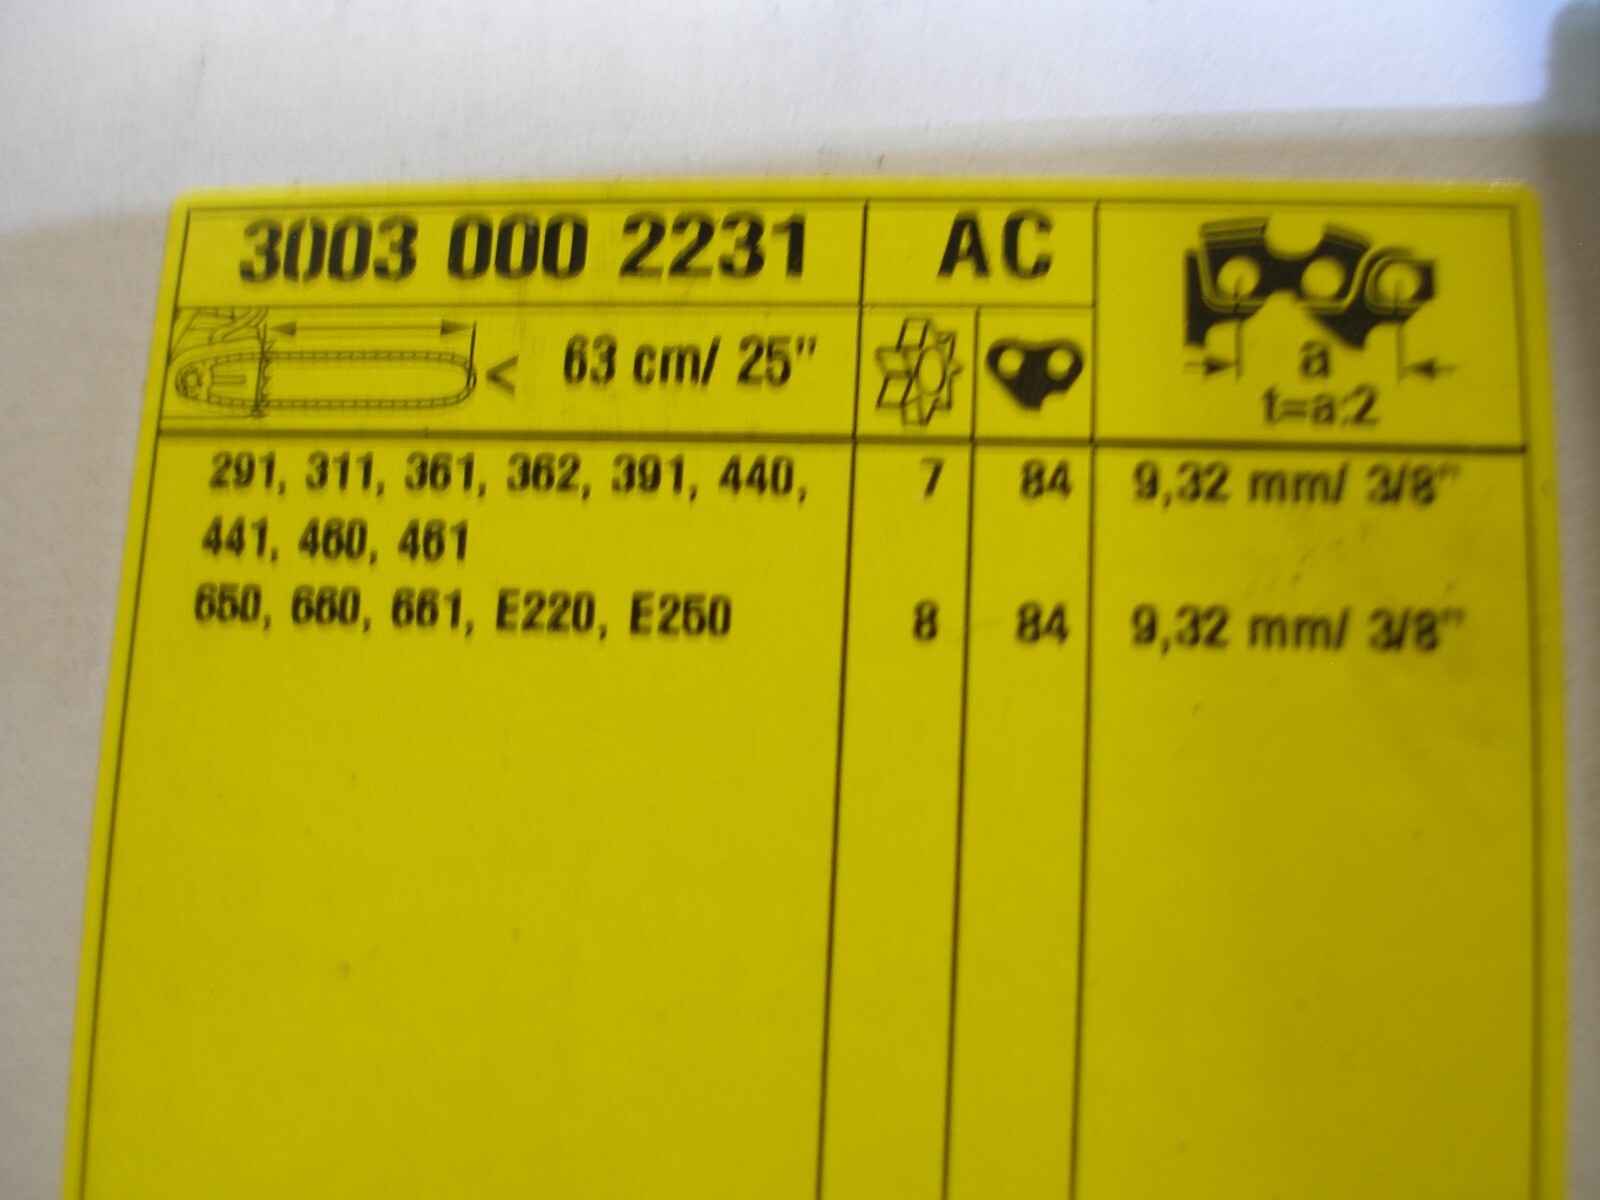 3003 000 2231 AC
< 63 cm/ 25"
a
t=a:2
291, 311, 361, 362, 391, 440, 7 84 9,32 mm/ 3/8"
441, 460, 461
650, 660, 661, E220, E250 8 84 9,32 mm/ 3/8"